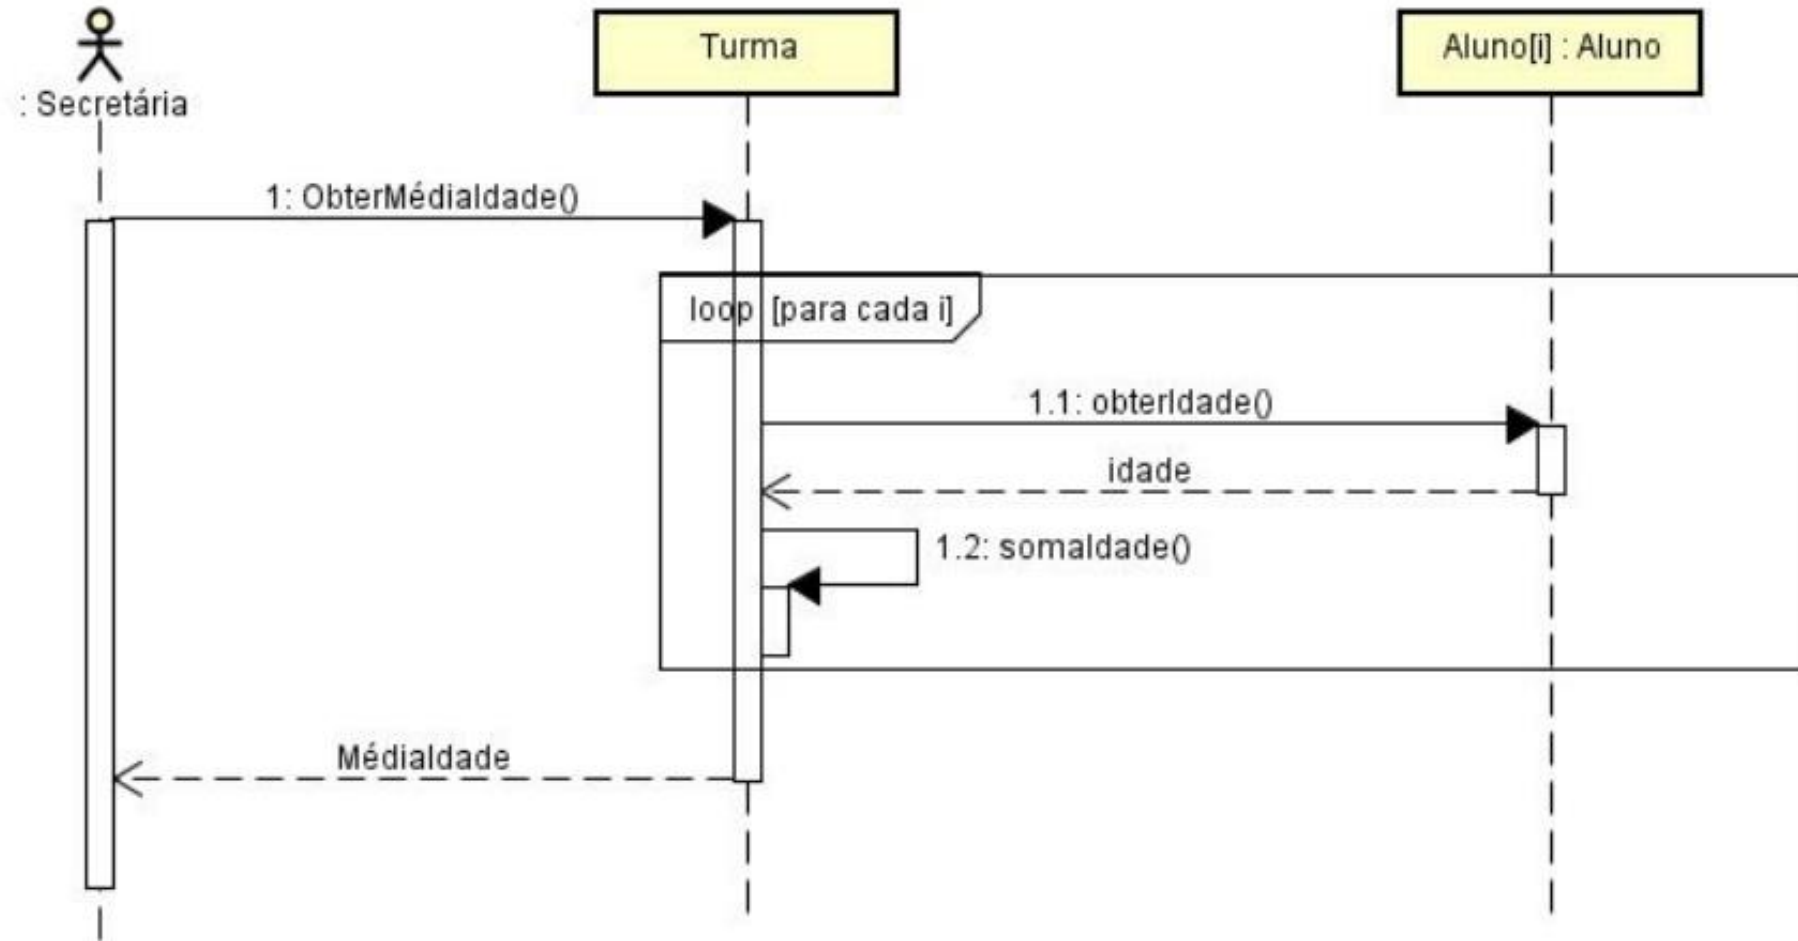 : Secretária
Turma
Aluno[i] : Aluno
1: ObterMédiaIdade()
loop [para cada i]
1.1: obterIdade()
idade
1.2: somaIdade()
MédiaIdade